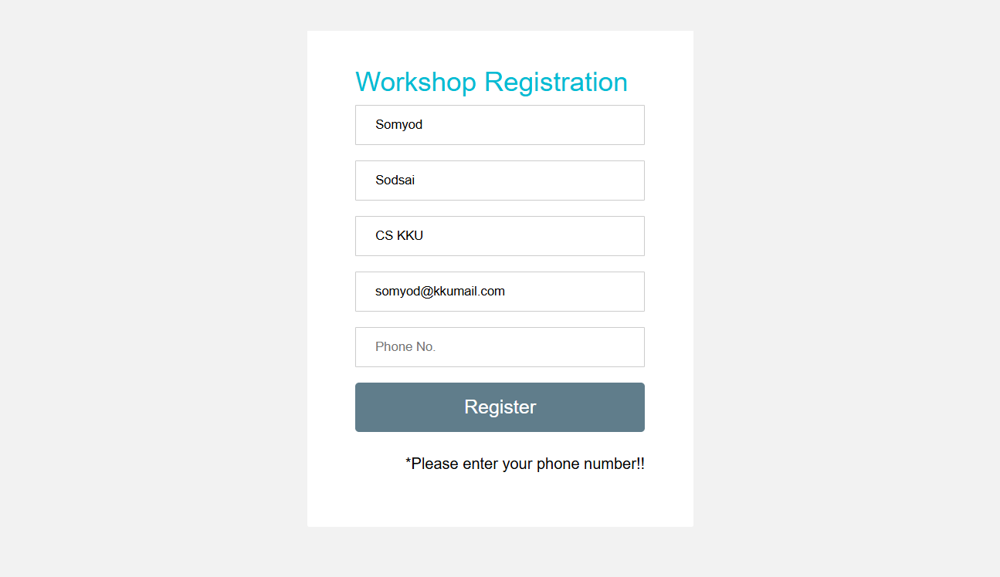 Workshop Registration
Somyod
Sodsai
CS KKU
somyod@kkumail.com
Phone No.
Register
*Please enter your phone number!!